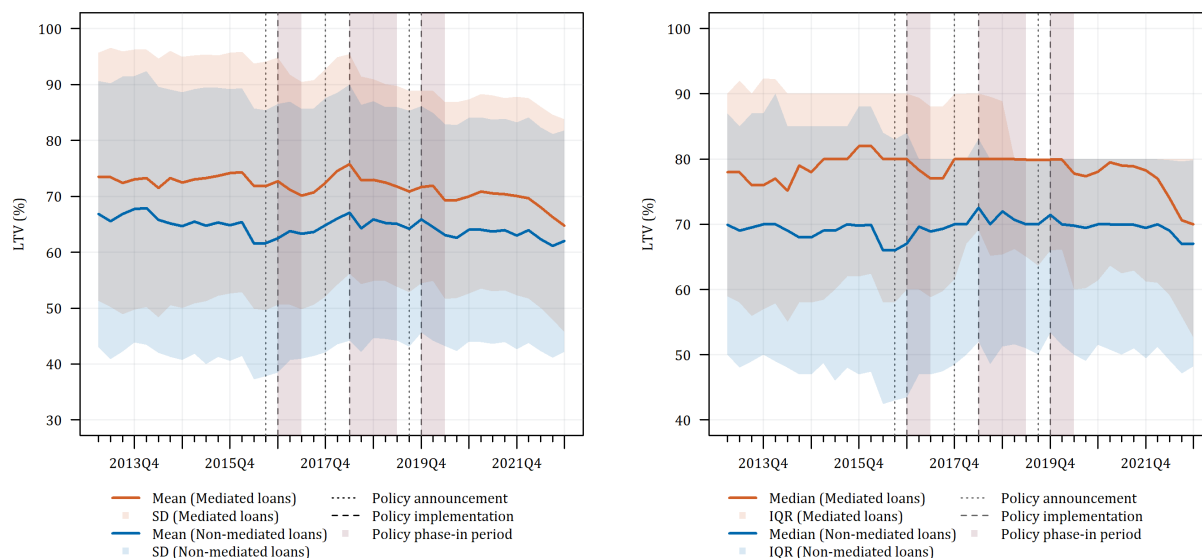 100
90
80
70
60
50
40
30
LTV (%)
2013Q4 2015Q4 2017Q4 2019Q4 2021Q4
Mean (Mediated loans)
SD (Mediated loans)
Mean (Non-mediated loans)
SD (Non-mediated loans)
Policy announcement
Policy implementation
Policy phase-in period
100
90
80
70
60
50
40
LTV (%)
2013Q4 2015Q4 2017Q4 2019Q4 2021Q4
Median (Mediated loans)
IQR (Mediated loans)
Median (Non-mediated loans)
IQR (Non-mediated loans)
Policy announcement
Policy implementation
Policy phase-in period